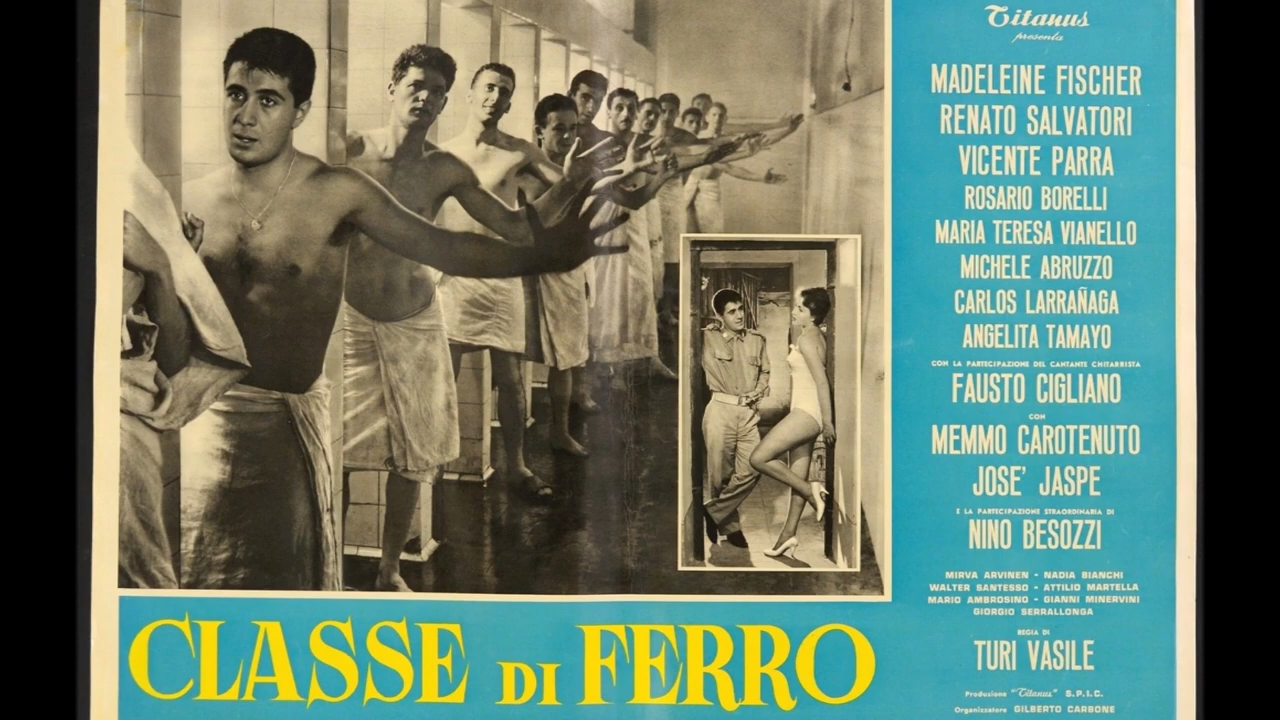 Titanus
presenta
MADELEINE FISCHER
RENATO SALVATORI
VICENTE PARRA
ROSARIO BORELLI
MARIA TERESA VIANELLO
MICHELE ABRUZZO
CARLOS LARRAÑAGA
ANGELITA TAMAYO
CON LA PARTECIPAZIONE DEL CANTANTE CHITARRISTA
FAUSTO CIGLIANO
CON
MEMMO CAROTENUTO
JOSE' JASPE
E LA PARTECIPAZIONE STRAORDINARIA DI
NINO BESOZZI
MIRVA ARVINEN - NADIA BIANCHI
WALTER SANTESSO - ATTILIO MARTELLA
MARIO AMBROSINO - GIANNI MINERVINI
GIORGIO SERRALLONGA
REGIA DI
TURI VASILE
Produzione "Titanus" S.P.I.C.
Organizzatore GILBERTO CARBONE
CLASSE DI FERRO